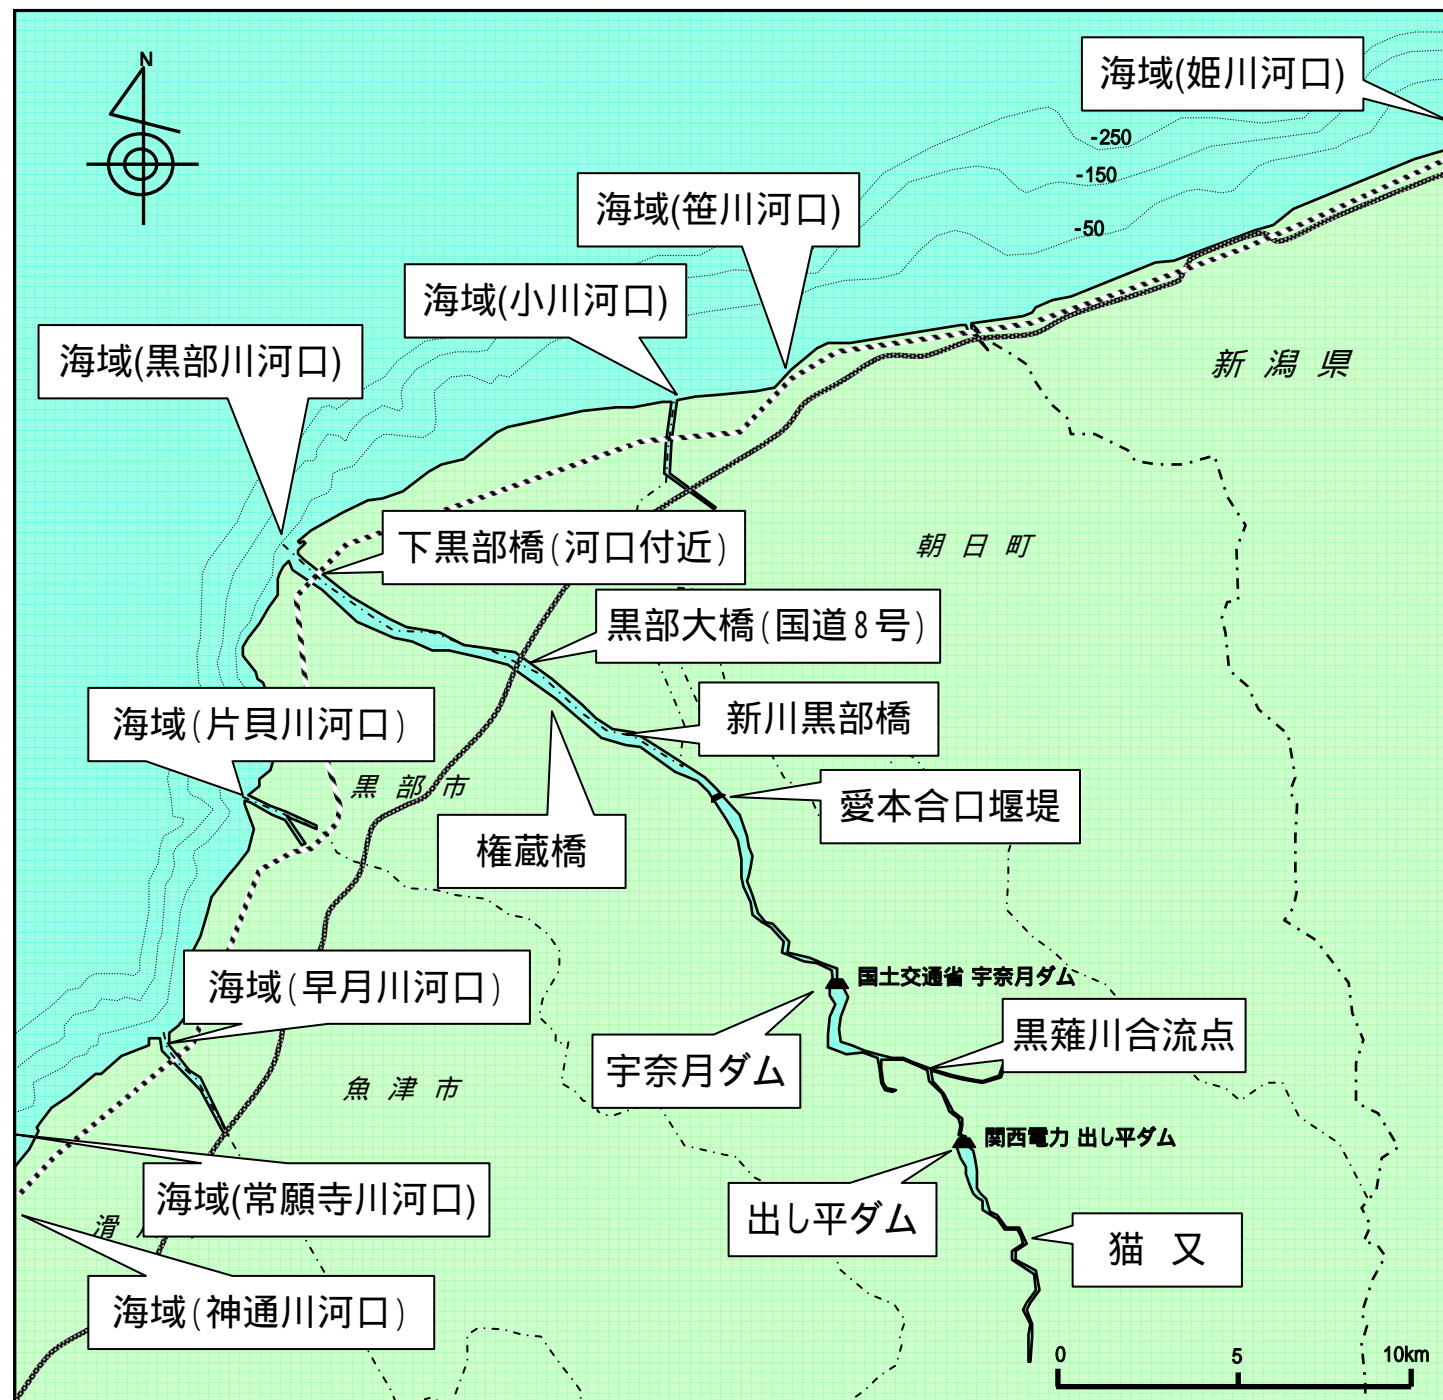 N
海域(姫川河口)
-250
-150
-50
海域(笹川河口)
海域(小川河口)
海域(黒部川河口)
新潟県
下黒部橋(河口付近)
朝日町
黒部大橋(国道8号)
海域(片貝川河口)
新川黒部橋
黒部市
愛本合口堰堤
権蔵橋
海域(早月川河口)
国土交通省 宇奈月ダム
黒薙川合流点
宇奈月ダム
魚津市
関西電力 出し平ダム
海域(常願寺川河口)
出し平ダム
滑
猫 又
海域(神通川河口)
0 5 10km